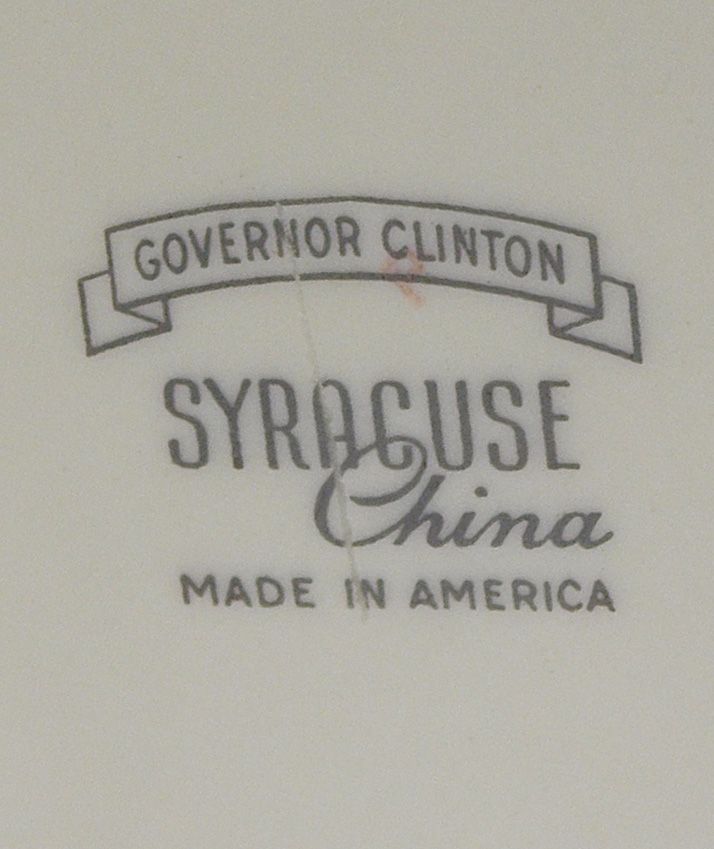 GOVERNOR CLINTON
SYRACUSE
China
MADE IN AMERICA